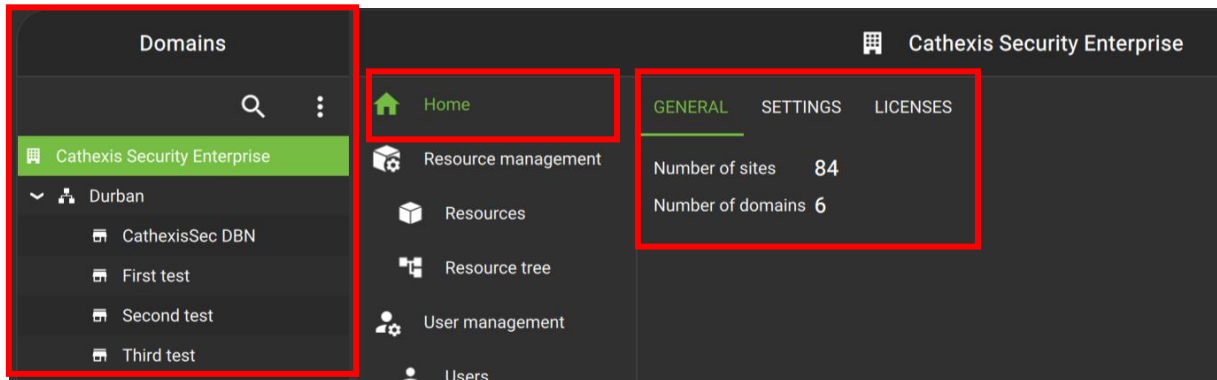 Domains
Cathexis Security Enterprise
Cathexis Security Enterprise
Durban
CathexisSec DBN
First test
Second test
Third test
Home
Resource management
Resources
Resource tree
User management
Users
GENERAL SETTINGS LICENSES
Number of sites 84
Number of domains 6